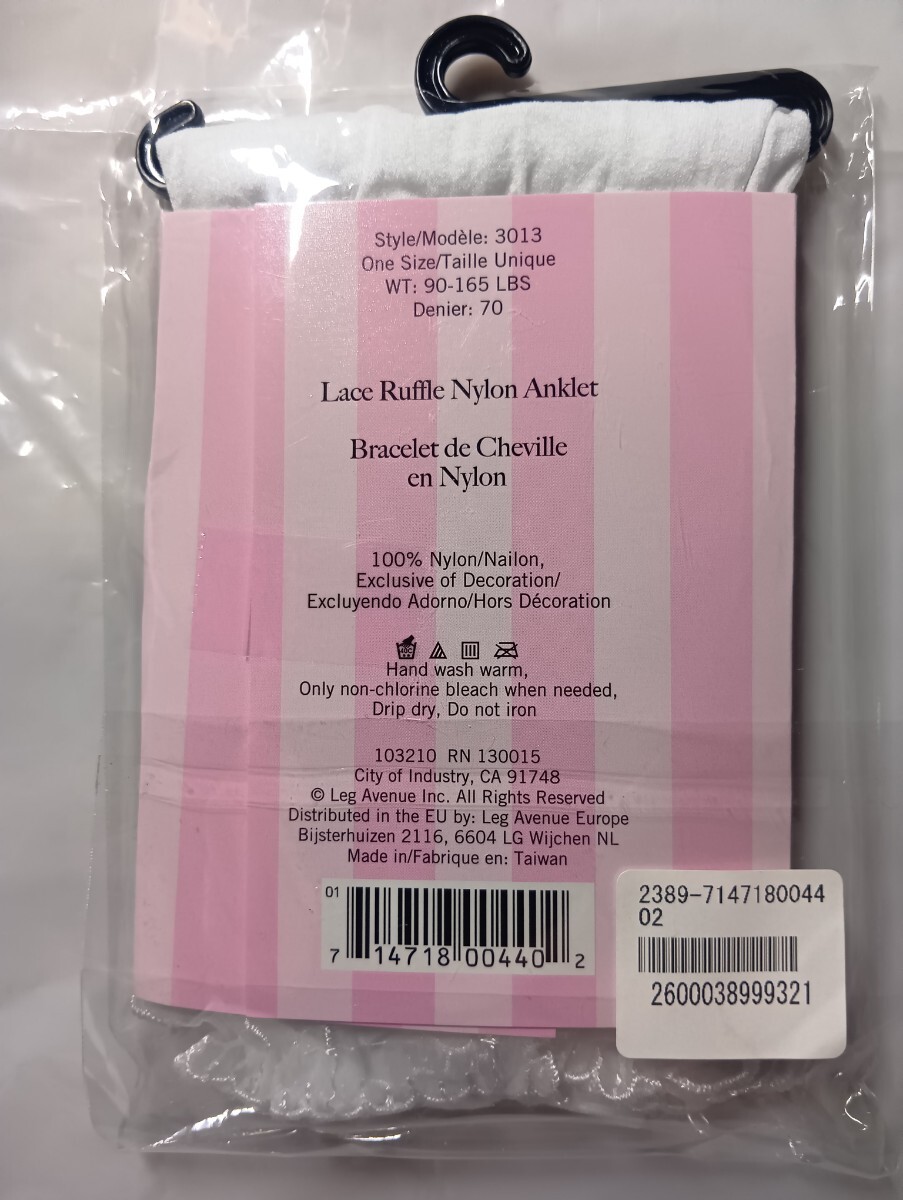 Style/Modèle: 3013
One Size/Taille Unique
WT: 90-165 LBS
Denier: 70
Lace Ruffle Nylon Anklet
Bracelet de Cheville
en Nylon
100% Nylon/Nailon,
Exclusive of Decoration/
Excluyendo Adorno/Hors Décoration
Hand wash warm,
Only non-chlorine bleach when needed,
Drip dry, Do not iron
103210 RN 130015
City of Industry, CA 91748
© Leg Avenue Inc. All Rights Reserved
Distributed in the EU by: Leg Avenue Europe
Bijsterhuizen 2116, 6604 LG Wijchen NL
Made in/Fabrique en: Taiwan
01
7 14718 00440 2
2389-7147180044
02
2600038999321